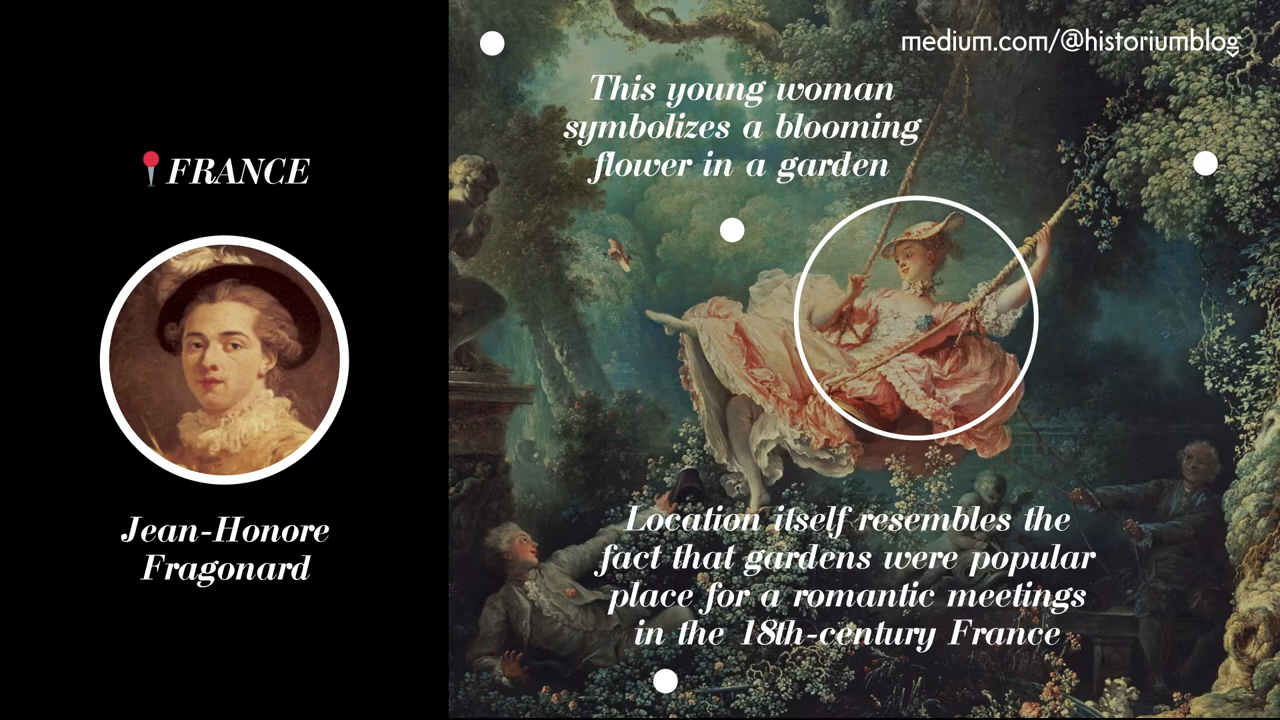 medium.com/@historiumblog
This young woman
symbolizes a blooming
flower in a garden
FRANCE
Jean-Honore
Fragonard
Location itself resembles the
fact that gardens were popular
place for a romantic meetings
in the 18th-century France